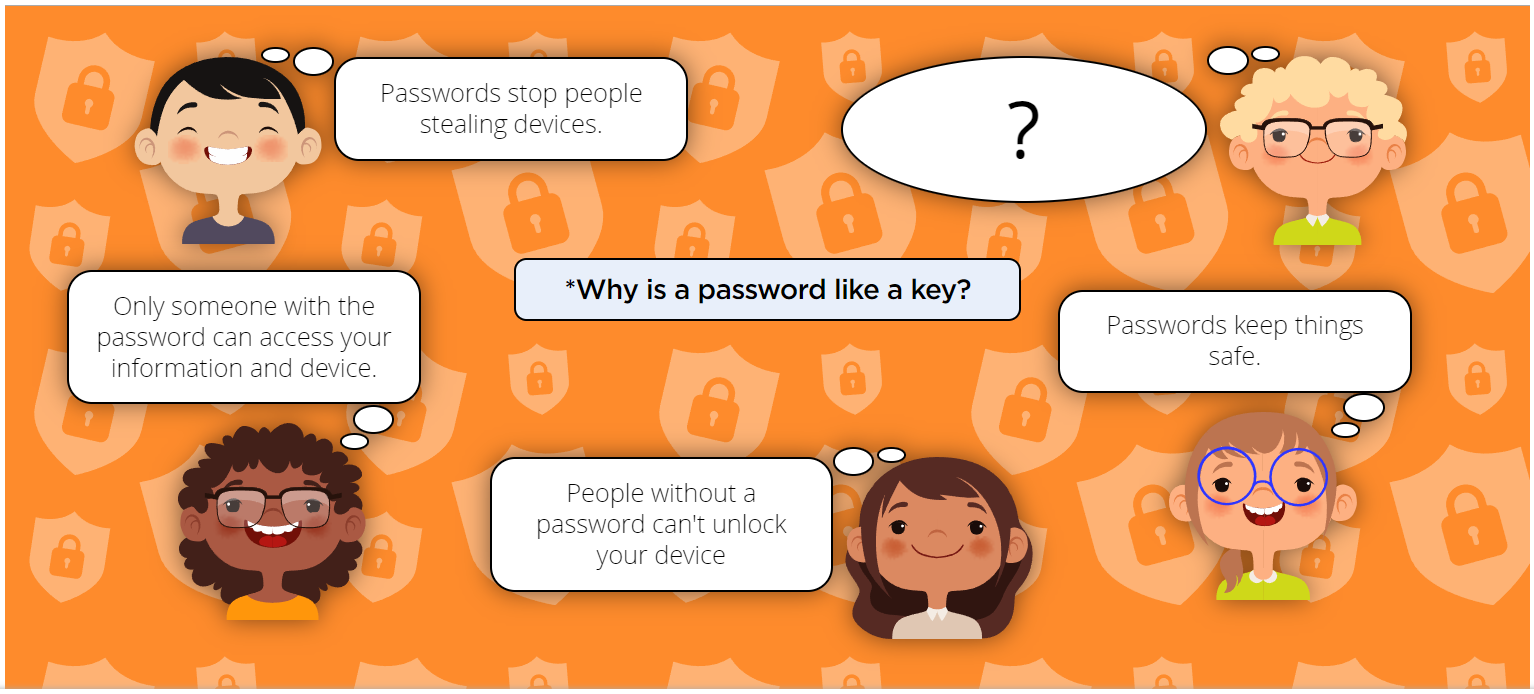 Passwords stop people
stealing devices.
?
*Why is a password like a key?
Only someone with the
password can access your
information and device.
Passwords keep things
safe.
People without a
password can't unlock
your device